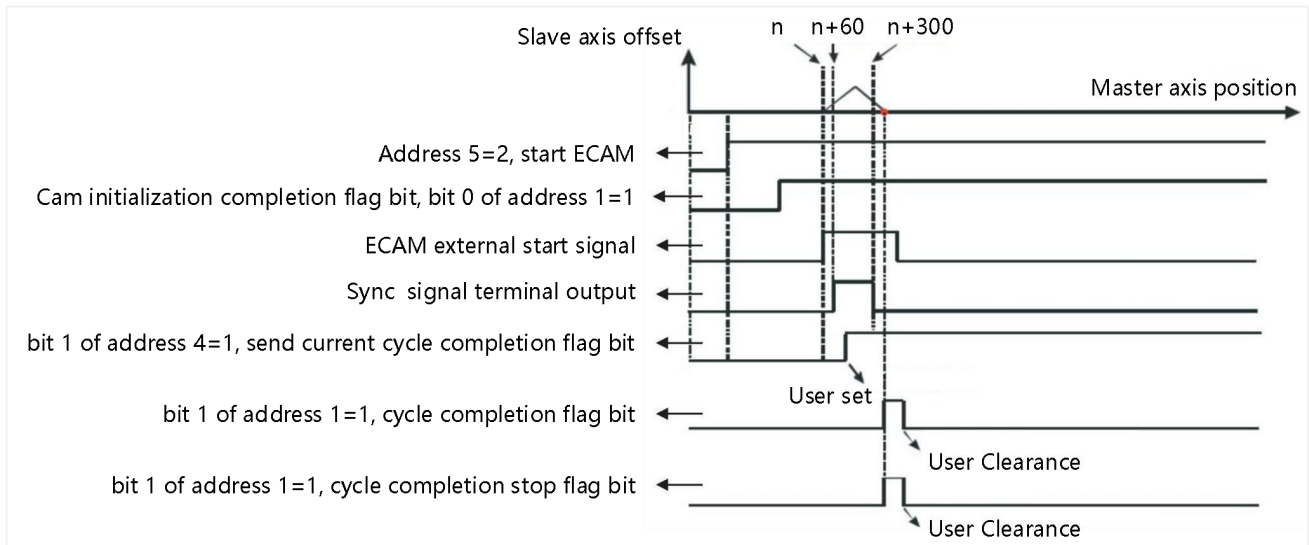 n n+60 n+300
Slave axis offset
Master axis position
Address 5=2, start ECAM
Cam initialization completion flag bit, bit 0 of address 1=1
ECAM external start signal
Sync signal terminal output
bit 1 of address 4=1, send current cycle completion flag bit
User set
bit 1 of address 1=1, cycle completion flag bit
User Clearance
bit 1 of address 1=1, cycle completion stop flag bit
User Clearance